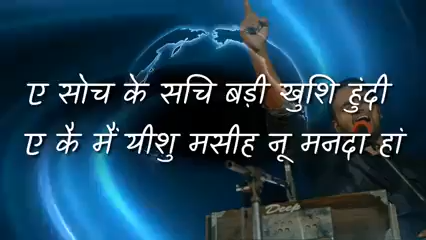 ए सोच के सचि बड़ी खुशि हुंदी
ए कै मैं यीशु मसीह नू मनदा हां